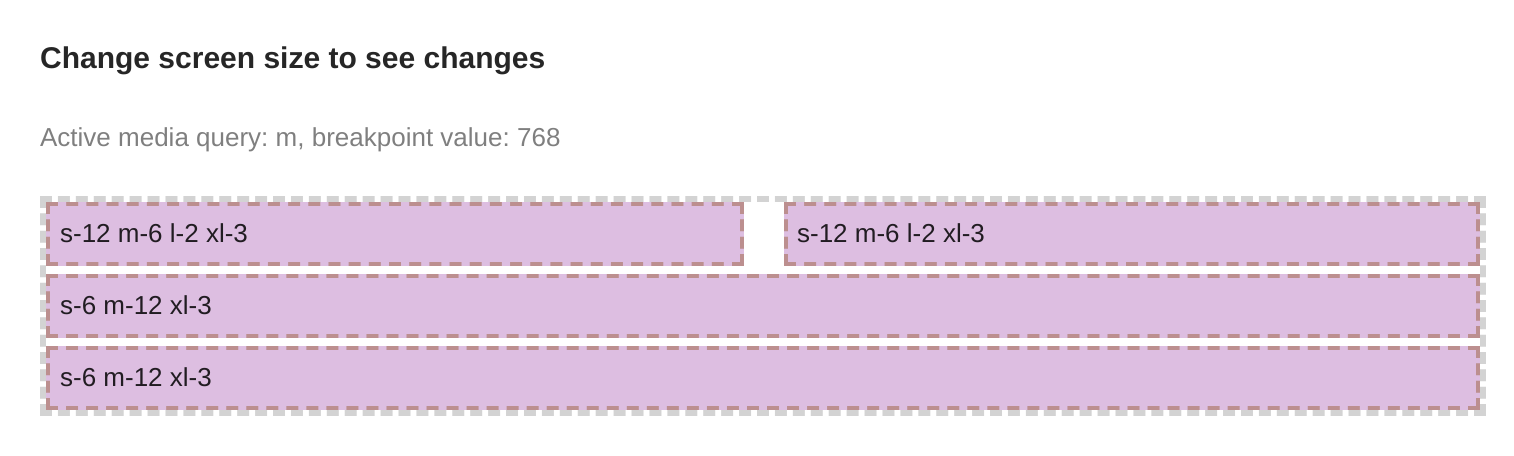 Change screen size to see changes
Active media query: m, breakpoint value: 768
s-12 m-6 l-2 xl-3
s-12 m-6 l-2 xl-3
s-6 m-12 xl-3
s-6 m-12 xl-3